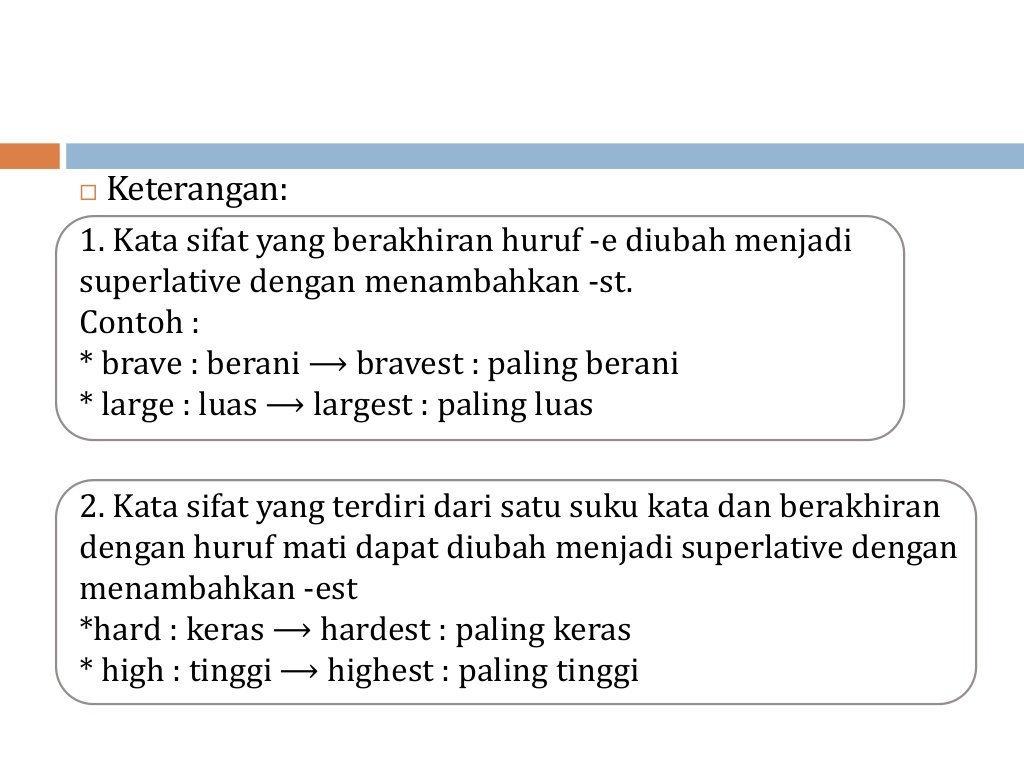 Keterangan:
1. Kata sifat yang berakhiran huruf -e diubah menjadi
superlative dengan menambahkan -st.
Contoh :
* brave : berani ⟶ bravest : paling berani
* large : luas ⟶ largest : paling luas
2. Kata sifat yang terdiri dari satu suku kata dan berakhiran
dengan huruf mati dapat diubah menjadi superlative dengan
menambahkan -est
*hard : keras ⟶ hardest : paling keras
* high : tinggi ⟶ highest : paling tinggi